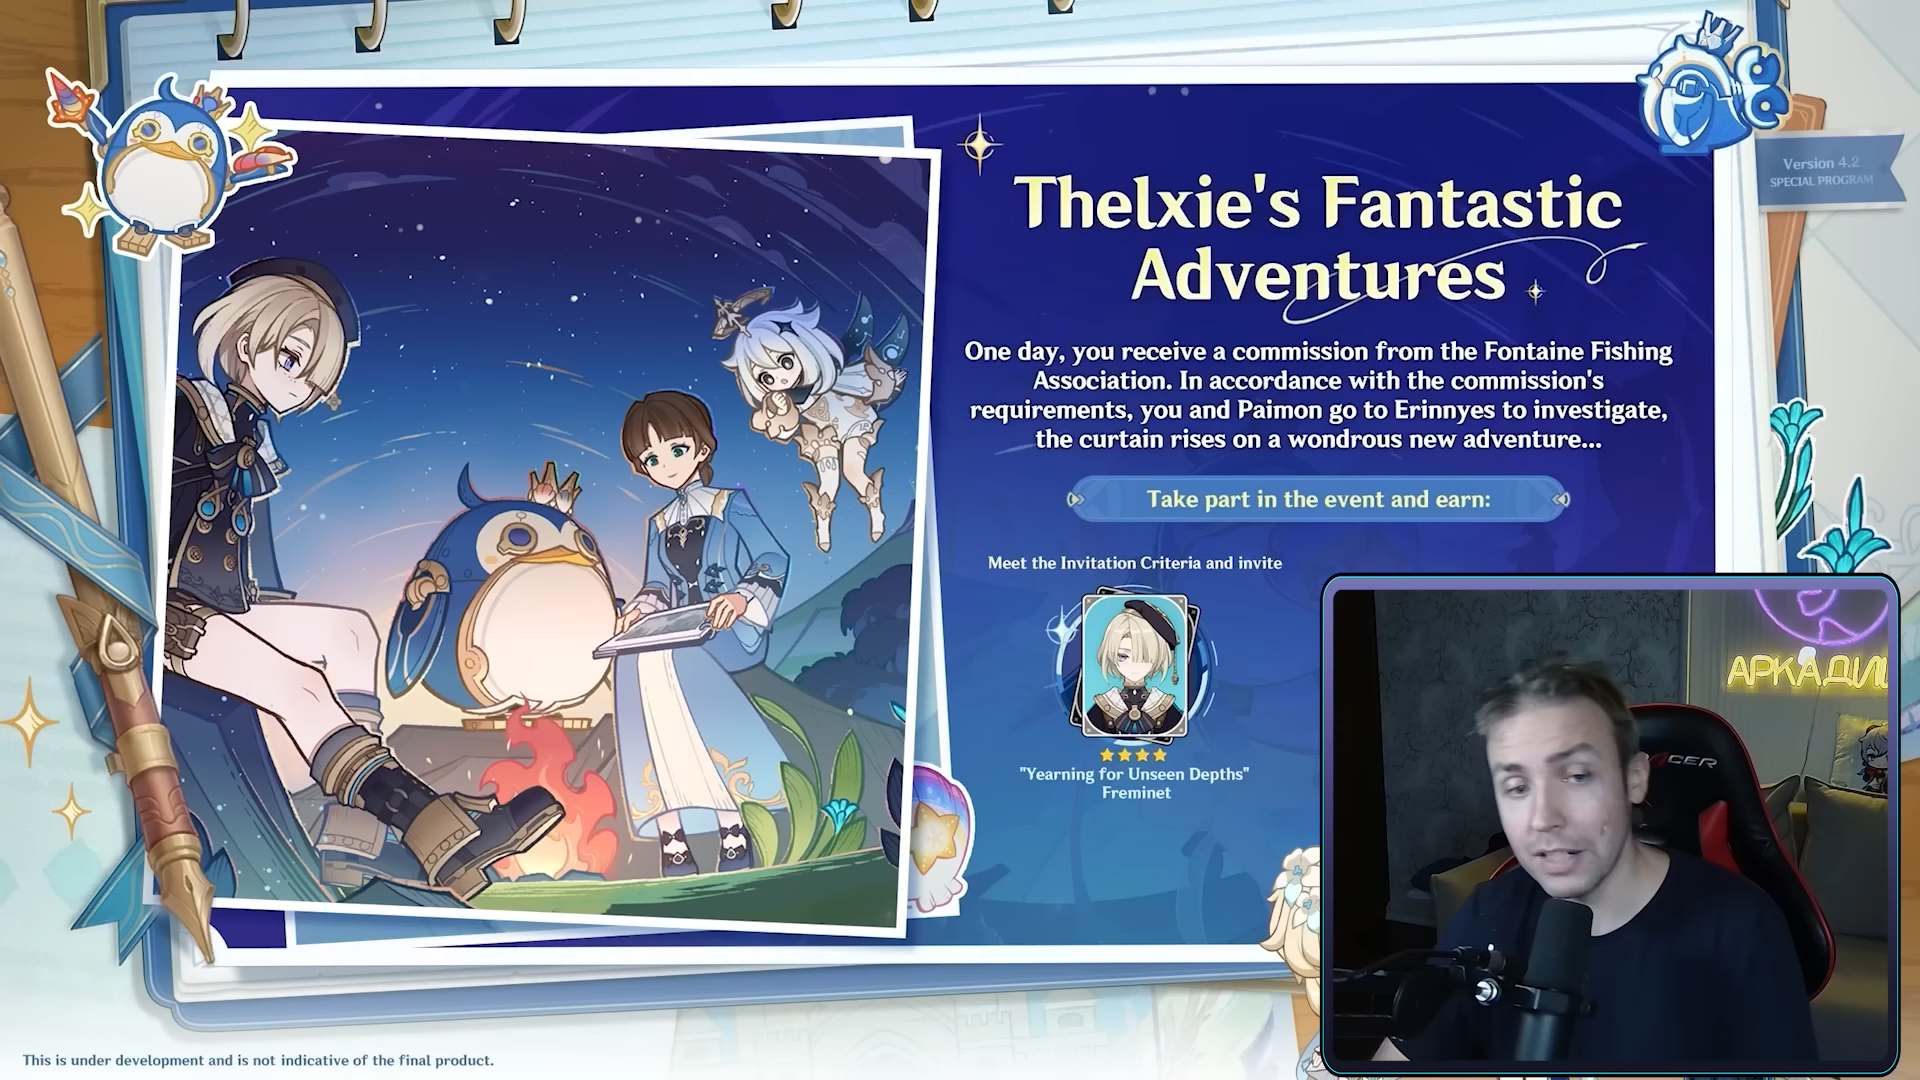 Version 4.2
SPECIAL PROGRAM
Thelxie's Fantastic
Adventures
One day, you receive a commission from the Fontaine Fishing
Association. In accordance with the commission's
requirements, you and Paimon go to Erinnyes to investigate,
the curtain rises on a wondrous new adventure...
Take part in the event and earn:
Meet the Invitation Criteria and invite
"Yearning for Unseen Depths"
Freminet
This is under development and is not indicative of the final product.